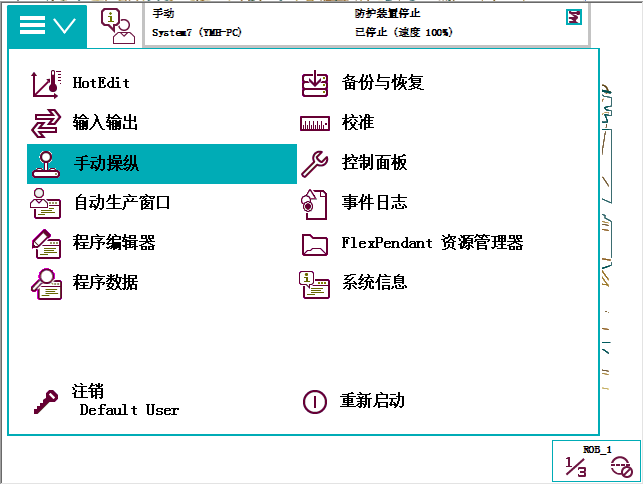 手动
防护装置停止
System7 (YMH-PC)
已停止 (速度 100%)
HotEdit
备份与恢复
输入输出
校准
手动操纵
控制面板
自动生产窗口
事件日志
程序编辑器
FlexPendant 资源管理器
程序数据
系统信息
注销
Default User
重新启动
ROB_1
1/3